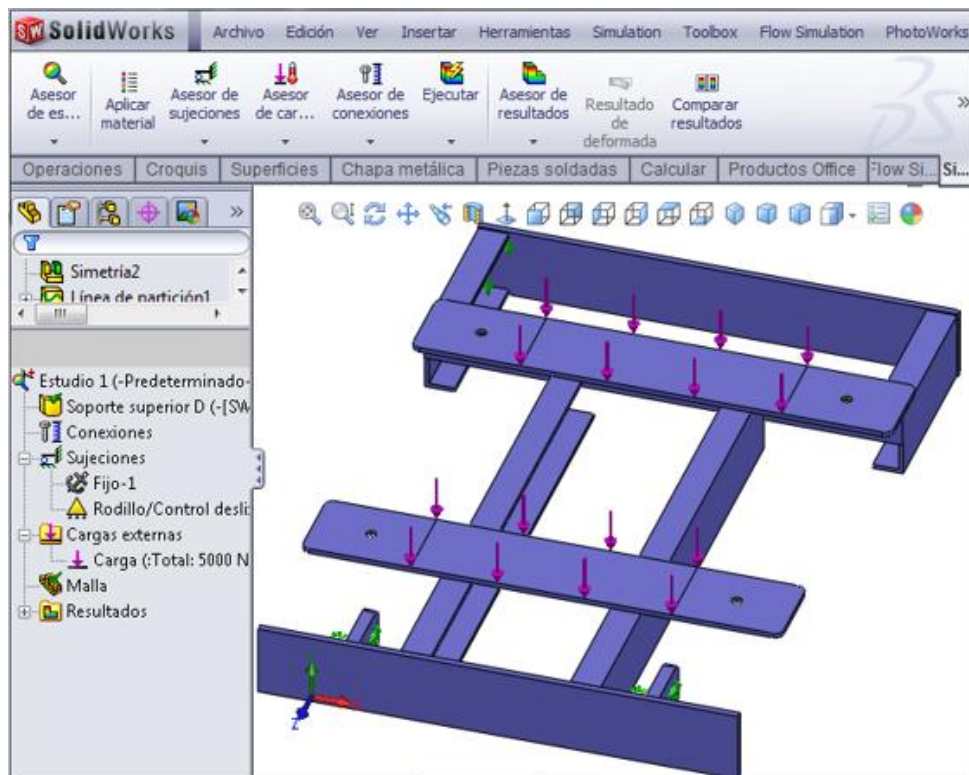 SolidWorks Archivo Edición Ver Insertar Herramientas Simulation Toolbox Flow Simulation PhotoWorks
Asesor de es...
Aplicar material
Asesor de sujeciones
Asesor de car...
Asesor de conexiones
Ejecutar
Asesor de resultados
Resultado de deformada
Comparar resultados
Operaciones Croquis Superficies Chapa metálica Piezas soldadas Calcular Productos Office Flow Si... Si...
Simetría2
Línea de partición1
Estudio 1 (-Predeterminado-
Soporte superior D (-[SW
Conexiones
Sujeciones
Fijo-1
Rodillo/Control desli
Cargas externas
Carga (:Total: 5000 N
Malla
Resultados
Z